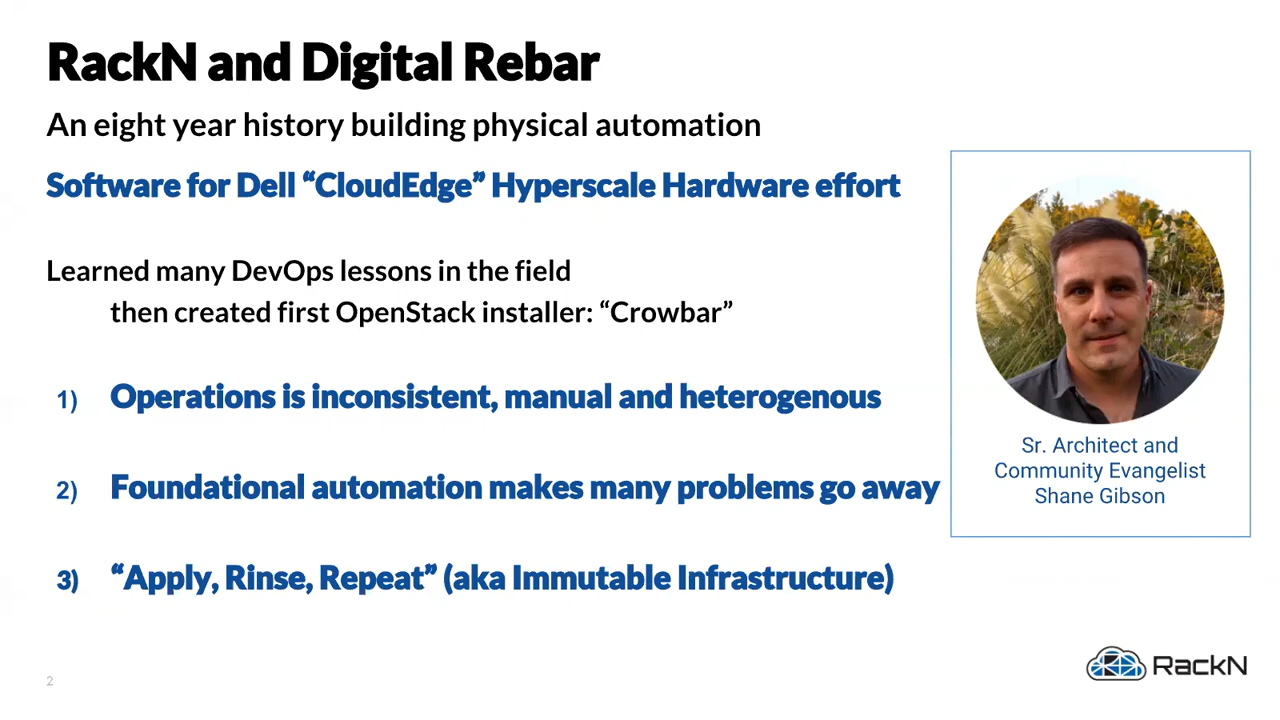 RackN and Digital Rebar
An eight year history building physical automation
Software for Dell “CloudEdge” Hyperscale Hardware effort
Learned many DevOps lessons in the field
then created first OpenStack installer: “Crowbar”
1) Operations is inconsistent, manual and heterogenous
2) Foundational automation makes many problems go away
3) “Apply, Rinse, Repeat” (aka Immutable Infrastructure)
Sr. Architect and
Community Evangelist
Shane Gibson
2
RackN